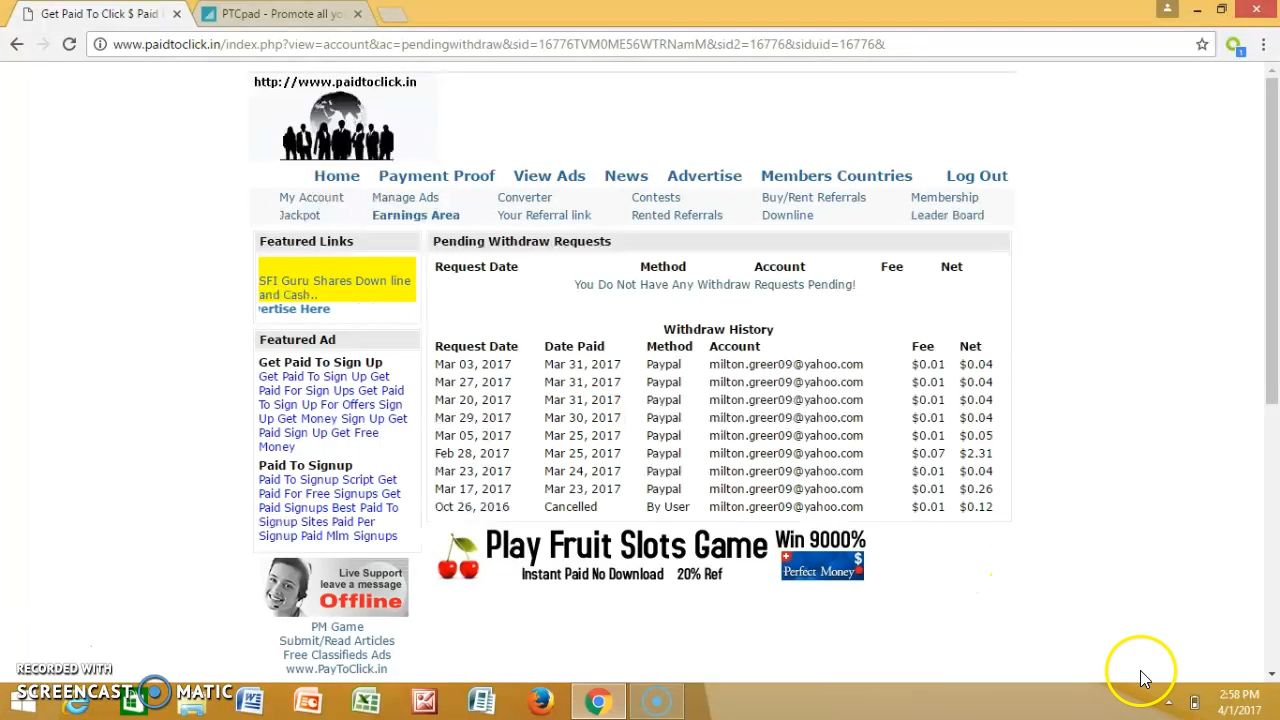 Get Paid To Click $ Paid
PTCpad - Promote all yo
www.paidtoclick.in/index.php?view=account&ac=pendingwithdraw&sid=16776TVM0ME56WTRNamM&sid2=16776&siduid=16776&
http://www.paidtoclick.in
Home Payment Proof View Ads News Advertise Members Countries Log Out
My Account Manage Ads Converter Contests Buy/Rent Referrals Membership
Jackpot Earnings Area Your Referral link Rented Referrals Downline Leader Board
Featured Links
SFI Guru Shares Down line
and Cash..
vertise Here
Featured Ad
Get Paid To Sign Up
Get Paid To Sign Up Get
Paid For Sign Ups Get Paid
To Sign Up For Offers Sign
Up Get Money Sign Up Get
Paid Sign Up Get Free
Money
Paid To Signup
Paid To Signup Script Get
Paid For Free Signups Get
Paid Signups Best Paid To
Signup Sites Paid Per
Signup Paid Mlm Signups
Live Support
leave a message
Offline
PM Game
Submit/Read Articles
Free Classifieds Ads
www.PayToClick.in
Pending Withdraw Requests
Request Date Method Account Fee Net
You Do Not Have Any Withdraw Requests Pending!
Withdraw History
Request Date Date Paid Method Account Fee Net
Mar 03, 2017 Mar 31, 2017 Paypal milton.greer09@yahoo.com $0.01 $0.04
Mar 27, 2017 Mar 31, 2017 Paypal milton.greer09@yahoo.com $0.01 $0.04
Mar 20, 2017 Mar 31, 2017 Paypal milton.greer09@yahoo.com $0.01 $0.04
Mar 29, 2017 Mar 30, 2017 Paypal milton.greer09@yahoo.com $0.01 $0.04
Mar 05, 2017 Mar 25, 2017 Paypal milton.greer09@yahoo.com $0.01 $0.05
Feb 28, 2017 Mar 25, 2017 Paypal milton.greer09@yahoo.com $0.07 $2.31
Mar 23, 2017 Mar 24, 2017 Paypal milton.greer09@yahoo.com $0.01 $0.04
Mar 17, 2017 Mar 23, 2017 Paypal milton.greer09@yahoo.com $0.01 $0.26
Oct 26, 2016 Cancelled By User milton.greer09@yahoo.com $0.01 $0.12
Play Fruit Slots Game Win 9000%
Instant Paid No Download 20% Ref
Perfect Money
$
RECORDED WITH
SCREENCAST MATIC
2:58 PM
4/1/2017